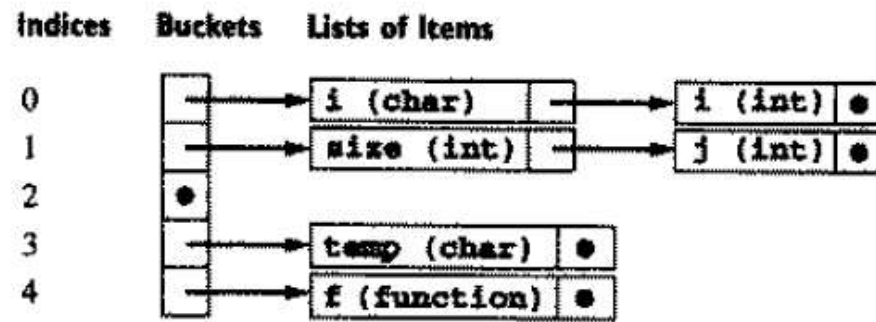 Indices Buckets Lists of Items
0 i (char) i (int)
1 size (int) j (int)
2
3 temp (char)
4 f (function)